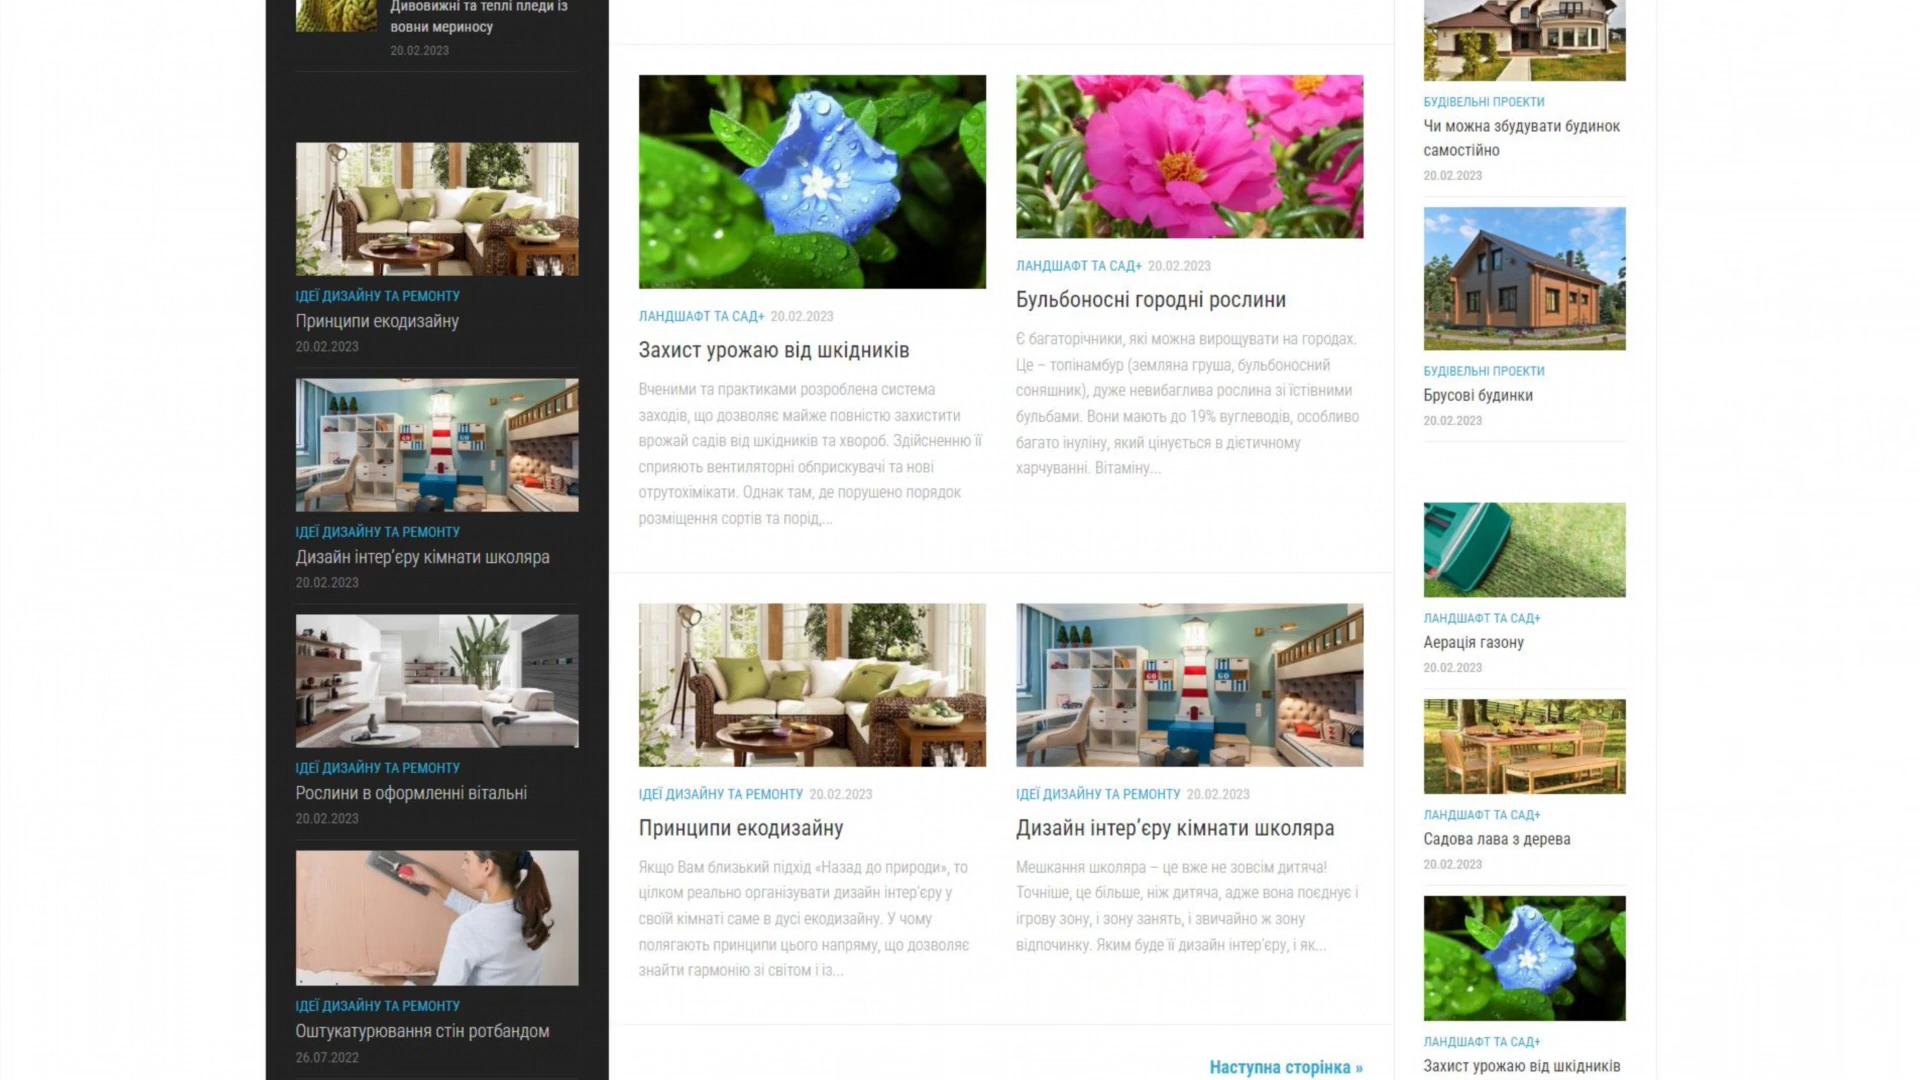 Дивовижні та теплі пледи із
вовни мериносу
20.02.2023
ІДЕЇ ДИЗАЙНУ ТА РЕМОНТУ
Принципи екодизайну
20.02.2023
ІДЕЇ ДИЗАЙНУ ТА РЕМОНТУ
Дизайн інтер’єру кімнати школяра
20.02.2023
ІДЕЇ ДИЗАЙНУ ТА РЕМОНТУ
Рослини в оформленні вітальні
20.02.2023
ІДЕЇ ДИЗАЙНУ ТА РЕМОНТУ
Оштукатурювання стін ротбандом
26.07.2022
ЛАНДШАФТ ТА САД+ 20.02.2023
Захист урожаю від шкідників
Вченими та практиками розроблена система
заходів, що дозволяє майже повністю захистити
врожай садів від шкідників та хвороб. Здійсненню її
сприяють вентиляторні обприскувачі та нові
отрутохімікати. Однак там, де порушено порядок
розміщення сортів та порід,...
ЛАНДШАФТ ТА САД+ 20.02.2023
Бульбоносні городні рослини
Є багаторічники, які можна вирощувати на городах.
Це – топінамбур (земляна груша, бульбоносний
соняшник), дуже невибаглива рослина зі їстівними
бульбами. Вони мають до 19% вуглеводів, особливо
багато інуліну, який цінується в дієтичному
харчуванні. Вітаміну...
ІДЕЇ ДИЗАЙНУ ТА РЕМОНТУ 20.02.2023
Принципи екодизайну
Якщо Вам близький підхід «Назад до природи», то
цілком реально організувати дизайн інтер’єру у
своїй кімнаті саме в дусі екодизайну. У чому
полягають принципи цього напряму, що дозволяє
знайти гармонію зі світом і із...
ІДЕЇ ДИЗАЙНУ ТА РЕМОНТУ 20.02.2023
Дизайн інтер’єру кімнати школяра
Мешкання школяра – це вже не зовсім дитяча!
Точніше, це більше, ніж дитяча, адже вона поєднує і
ігрову зону, і зону занять, і звичайно ж зону
відпочинку. Яким буде її дизайн інтер’єру, і як...
Наступна сторінка »
БУДІВЕЛЬНІ ПРОЕКТИ
Чи можна збудувати будинок
самостійно
20.02.2023
БУДІВЕЛЬНІ ПРОЕКТИ
Брусові будинки
20.02.2023
ЛАНДШАФТ ТА САД+
Аерація газону
20.02.2023
ЛАНДШАФТ ТА САД+
Садова лава з дерева
20.02.2023
ЛАНДШАФТ ТА САД+
Захист урожаю від шкідників